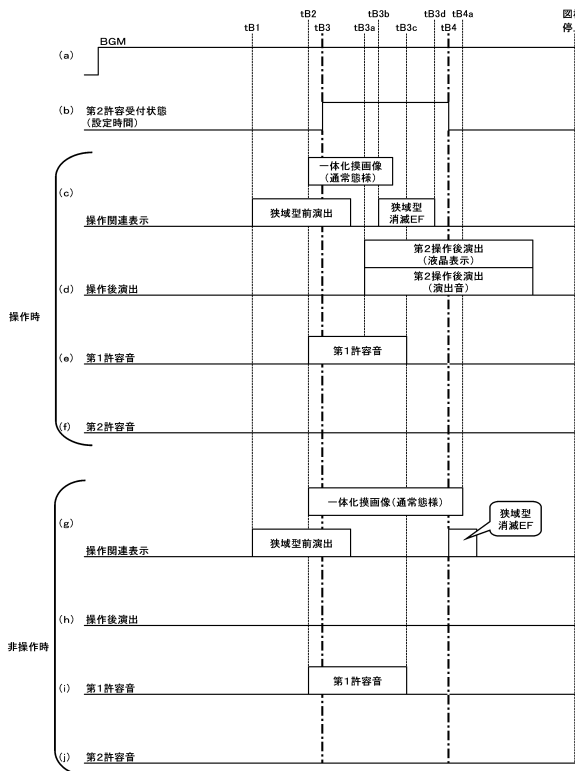 tB2 tB3b tB3d tB4a 図
tB1 tB3 tB3a tB3c tB4 停
BGM
(a)
(b) 第2許容受付状態
(設定時間)
一体化摸画像
(通常態様)
(c)
狭域型前演出
狭域型
消滅EF
操作関連表示
第2操作後演出
(液晶表示)
第2操作後演出
(演出音)
(d) 操作後演出
操作時
第1許容音
(e) 第1許容音
(f) 第2許容音
一体化摸画像(通常態様)
狭域型
消滅EF
(g)
狭域型前演出
操作関連表示
(h) 操作後演出
非操作時
第1許容音
(i) 第1許容音
(j) 第2許容音